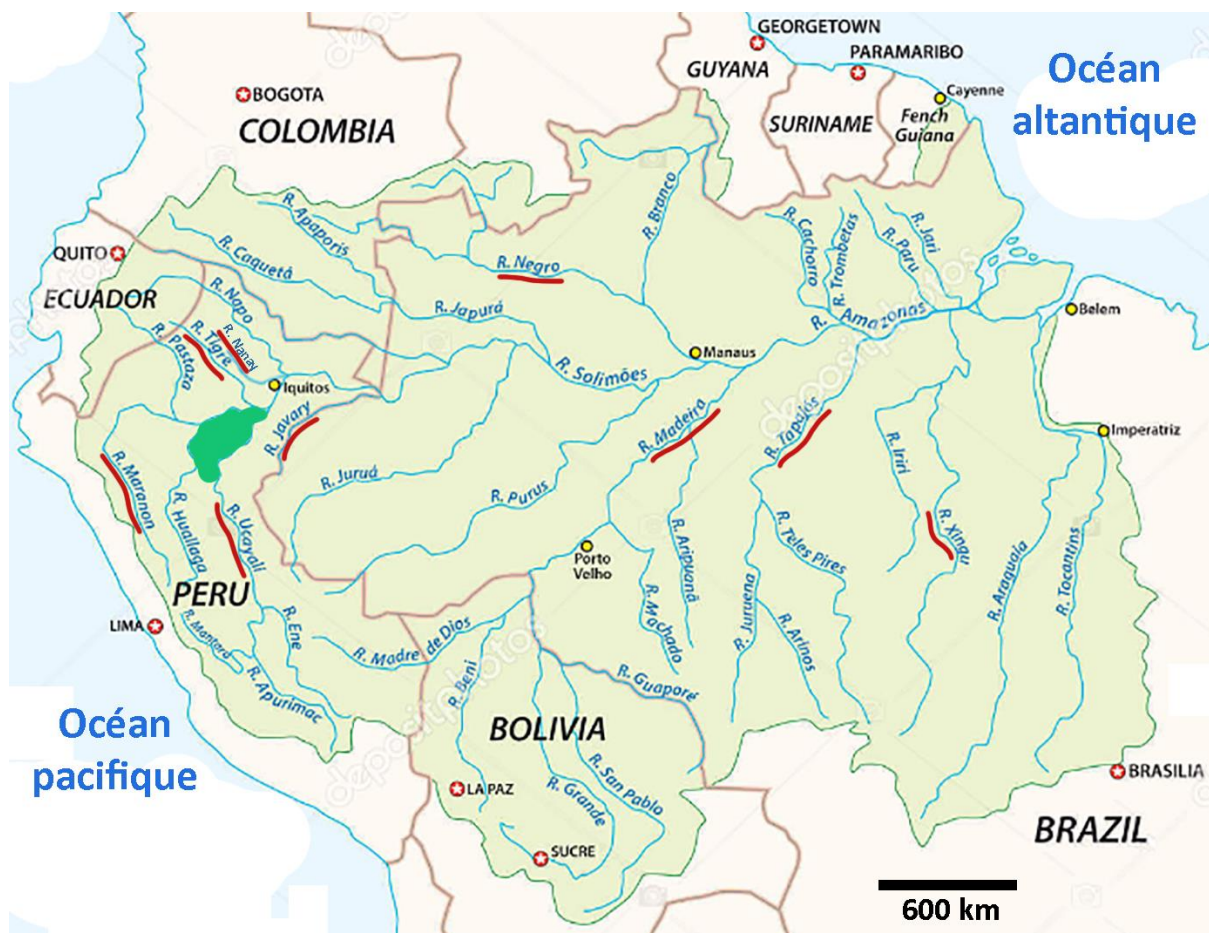 GEORGETOWN
PARAMARIBO
Océan
altantique
GUYANA
Cayenne
BOGOTA
COLOMBIA
SURINAME
Fench
Guiana
R. Branco
R. Apaporis
R. Cachorro
R. Trombetas
R. Paru
R. Jari
QUITO
R. Caquetá
R. Negro
ECUADOR
R. Napo
R. Japurá
R. Amazonas
Belem
R. Pastaza
R. Tigre
R. Nanay
Manaus
R. Solimões
Iquitos
R. Javary
R. Madeira
R. Tapajós
Imperatriz
R. Maranon
R. Juruá
R. Purus
R. Iriri
R. Huallaga
R. Ucayali
R. Xingu
Porto
Velho
R. Aripuanã
R. Teles Pires
PERU
R. Araguaia
R. Tocantins
LIMA
R. Mantaro
R. Ene
R. Madre de Dios
R. Machado
R. Juruena
R. Arinos
R. Apurimac
R. Beni
R. Guaporé
Océan
pacifique
BOLIVIA
R. San Pablo
LA PAZ
R. Grande
BRASILIA
SUCRE
BRAZIL
600 km
depositphotos